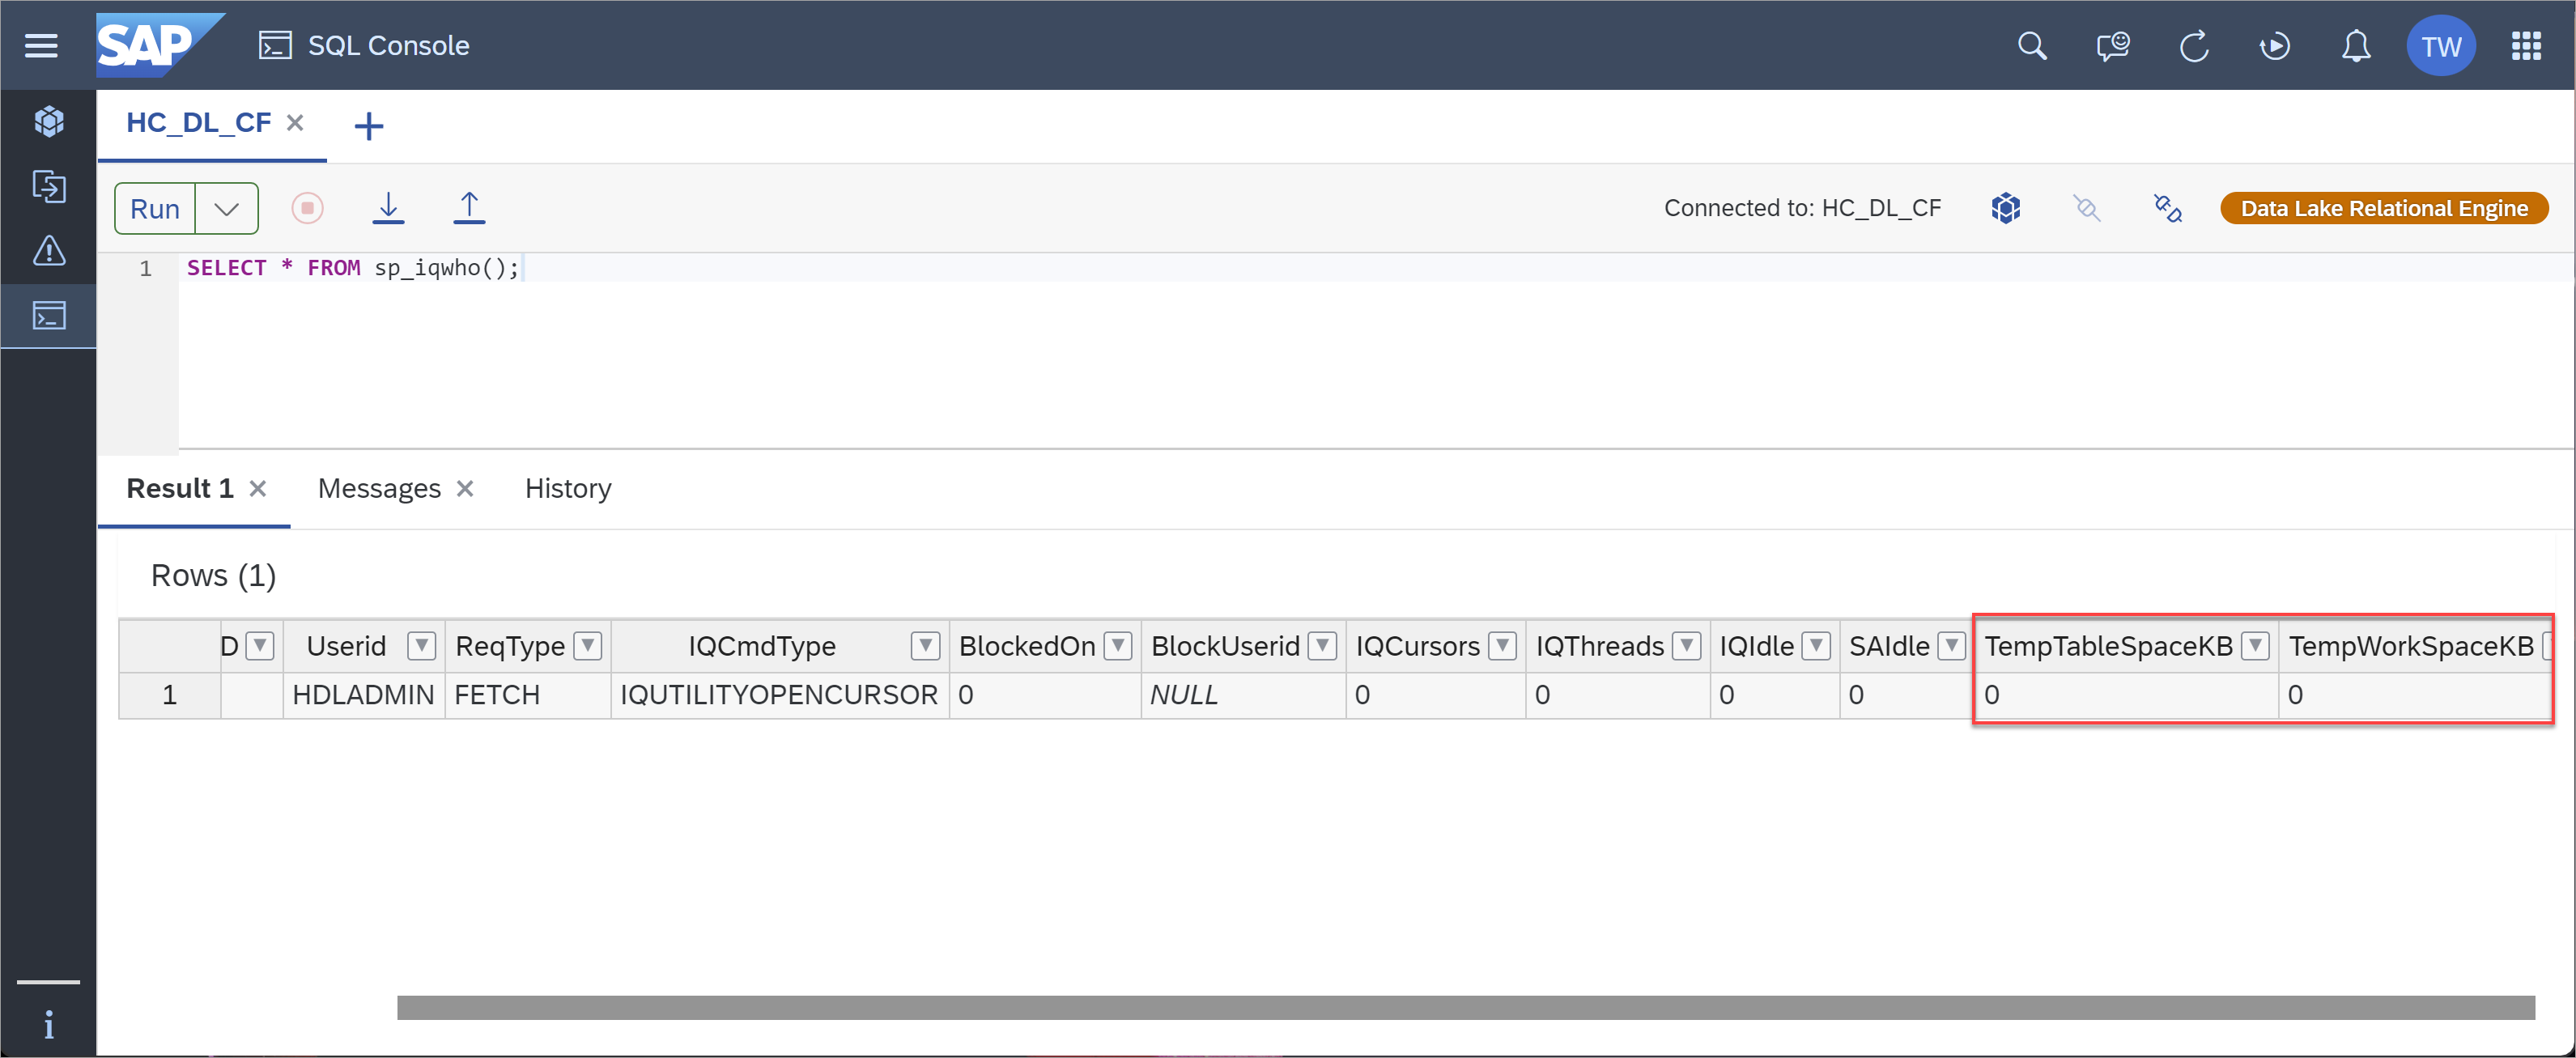 SAP SQL Console TW
HC_DL_CF
Run Connected to: HC_DL_CF Data Lake Relational Engine
1 SELECT * FROM sp_iqwho();
Result 1 Messages History
Rows (1)
D Userid ReqType IQCmdType BlockedOn BlockUserid IQCursors IQThreads IQIdle SAIdle TempTableSpaceKB TempWorkSpaceKB
1 HDLADMIN FETCH IQUTILITYOPENCURSOR 0 NULL 0 0 0 0 0 0